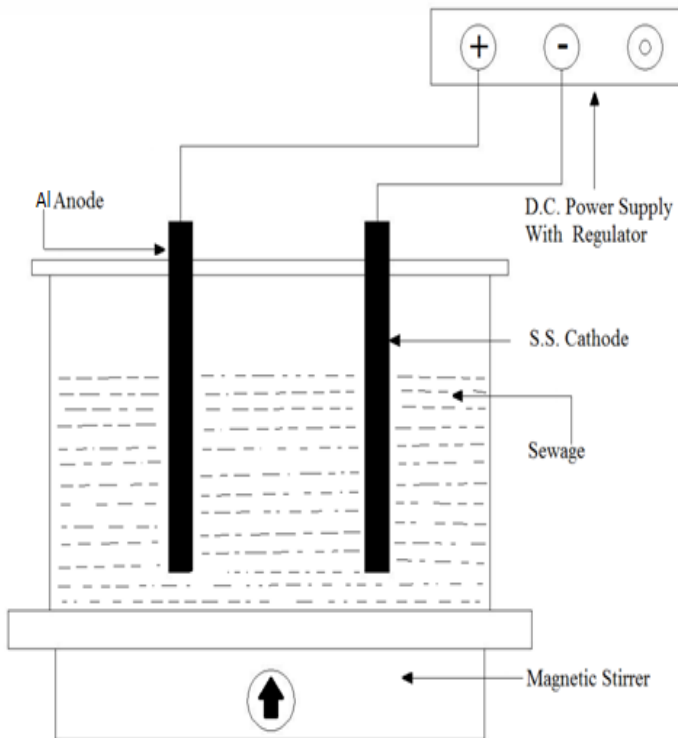 + -
Al Anode
D.C. Power Supply
With Regulator
S.S. Cathode
Sewage
Magnetic Stirrer